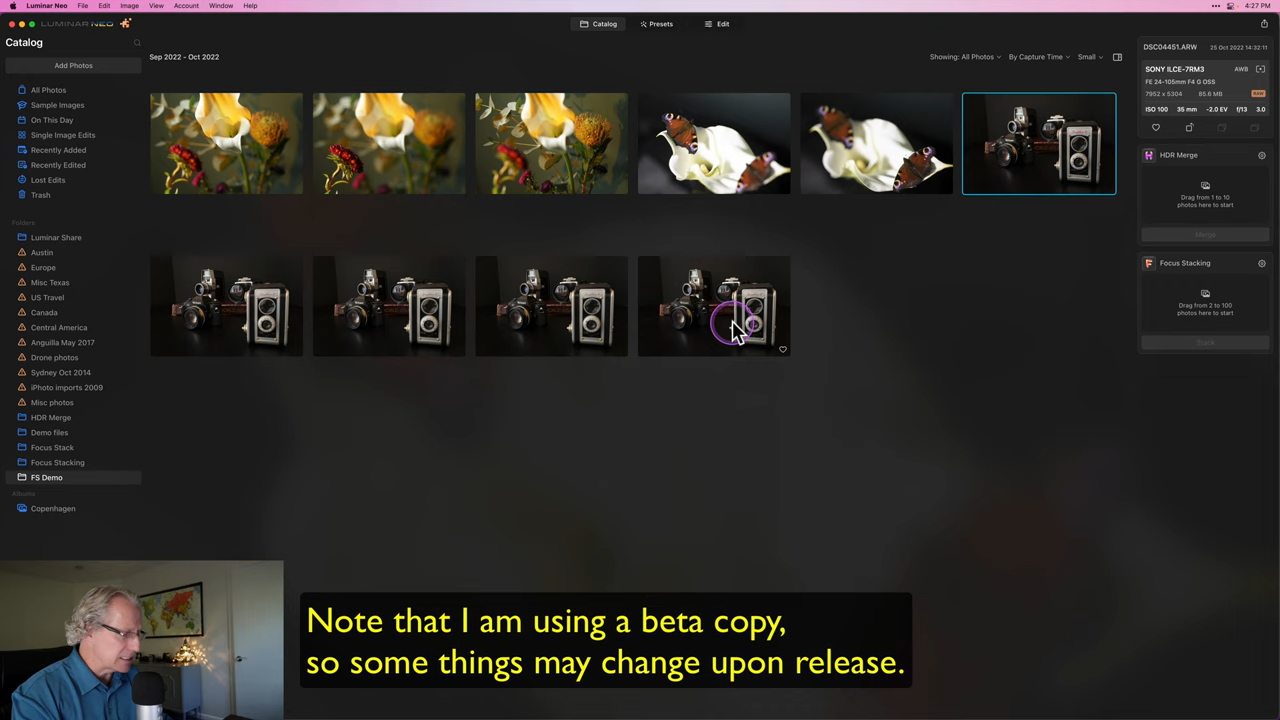 Luminar Neo File Edit Image View Account Window Help
4:27 PM
LUMINAR NEO
Catalog Presets Edit
Catalog
Add Photos
All Photos
Sample Images
On This Day
Single Image Edits
Recently Added
Recently Edited
Lost Edits
Trash
Folders
Luminar Share
Austin
Europe
Misc Texas
US Travel
Canada
Central America
Anguilla May 2017
Drone photos
Sydney Oct 2014
iPhoto imports 2009
Misc photos
HDR Merge
Demo files
Focus Stack
Focus Stacking
FS Demo
Albums
Copenhagen
Sep 2022 - Oct 2022
Showing: All Photos By Capture Time Small
DSC04451.ARW 25 Oct 2022 14:32:11
SONY ILCE-7RM3 AWB
FE 24-105mm F4 G OSS
7952 x 5304 85.6 MB RAW
ISO 100 35 mm -2.0 EV f/13 3.0
HDR Merge
Drag from 1 to 10
photos here to start
Merge
Focus Stacking
Drag from 2 to 100
photos here to start
Stack
Note that I am using a beta copy,
so some things may change upon release.